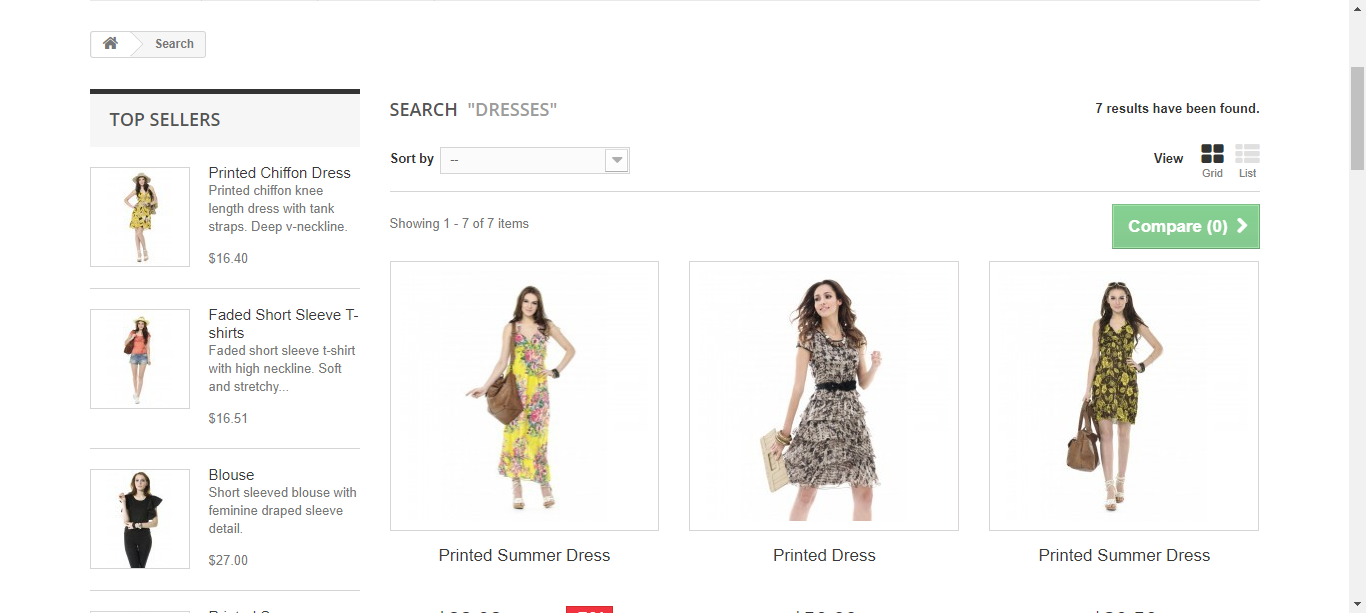 Search
TOP SELLERS
Printed Chiffon Dress
Printed chiffon knee
length dress with tank
straps. Deep v-neckline.
$16.40
Faded Short Sleeve T-
shirts
Faded short sleeve t-shirt
with high neckline. Soft
and stretchy...
$16.51
Blouse
Short sleeved blouse with
feminine draped sleeve
detail.
$27.00
SEARCH "DRESSES"
7 results have been found.
Sort by --
View
Grid
List
Showing 1 - 7 of 7 items
Compare (0)
Printed Summer Dress
Printed Dress
Printed Summer Dress